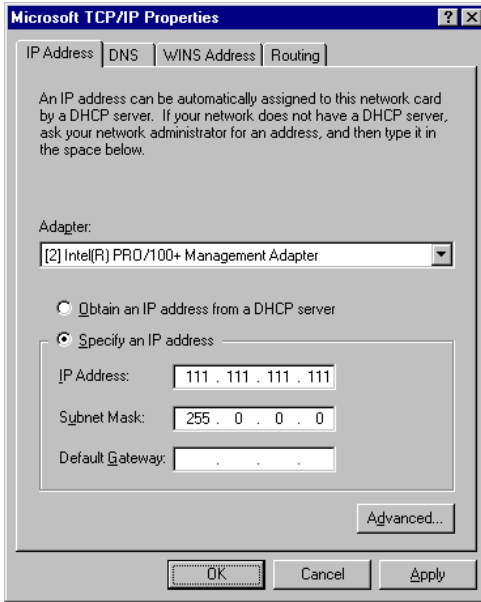 Microsoft TCP/IP Properties
IP Address DNS WINS Address Routing
An IP address can be automatically assigned to this network card
by a DHCP server. If your network does not have a DHCP server,
ask your network administrator for an address, and then type it in
the space below.
Adapter:
[2] Intel(R) PRO/100+ Management Adapter
Obtain an IP address from a DHCP server
Specify an IP address
IP Address: 111 . 111 . 111 . 111
Subnet Mask: 255 . 0 . 0 . 0
Default Gateway: . . .
Advanced...
OK Cancel Apply